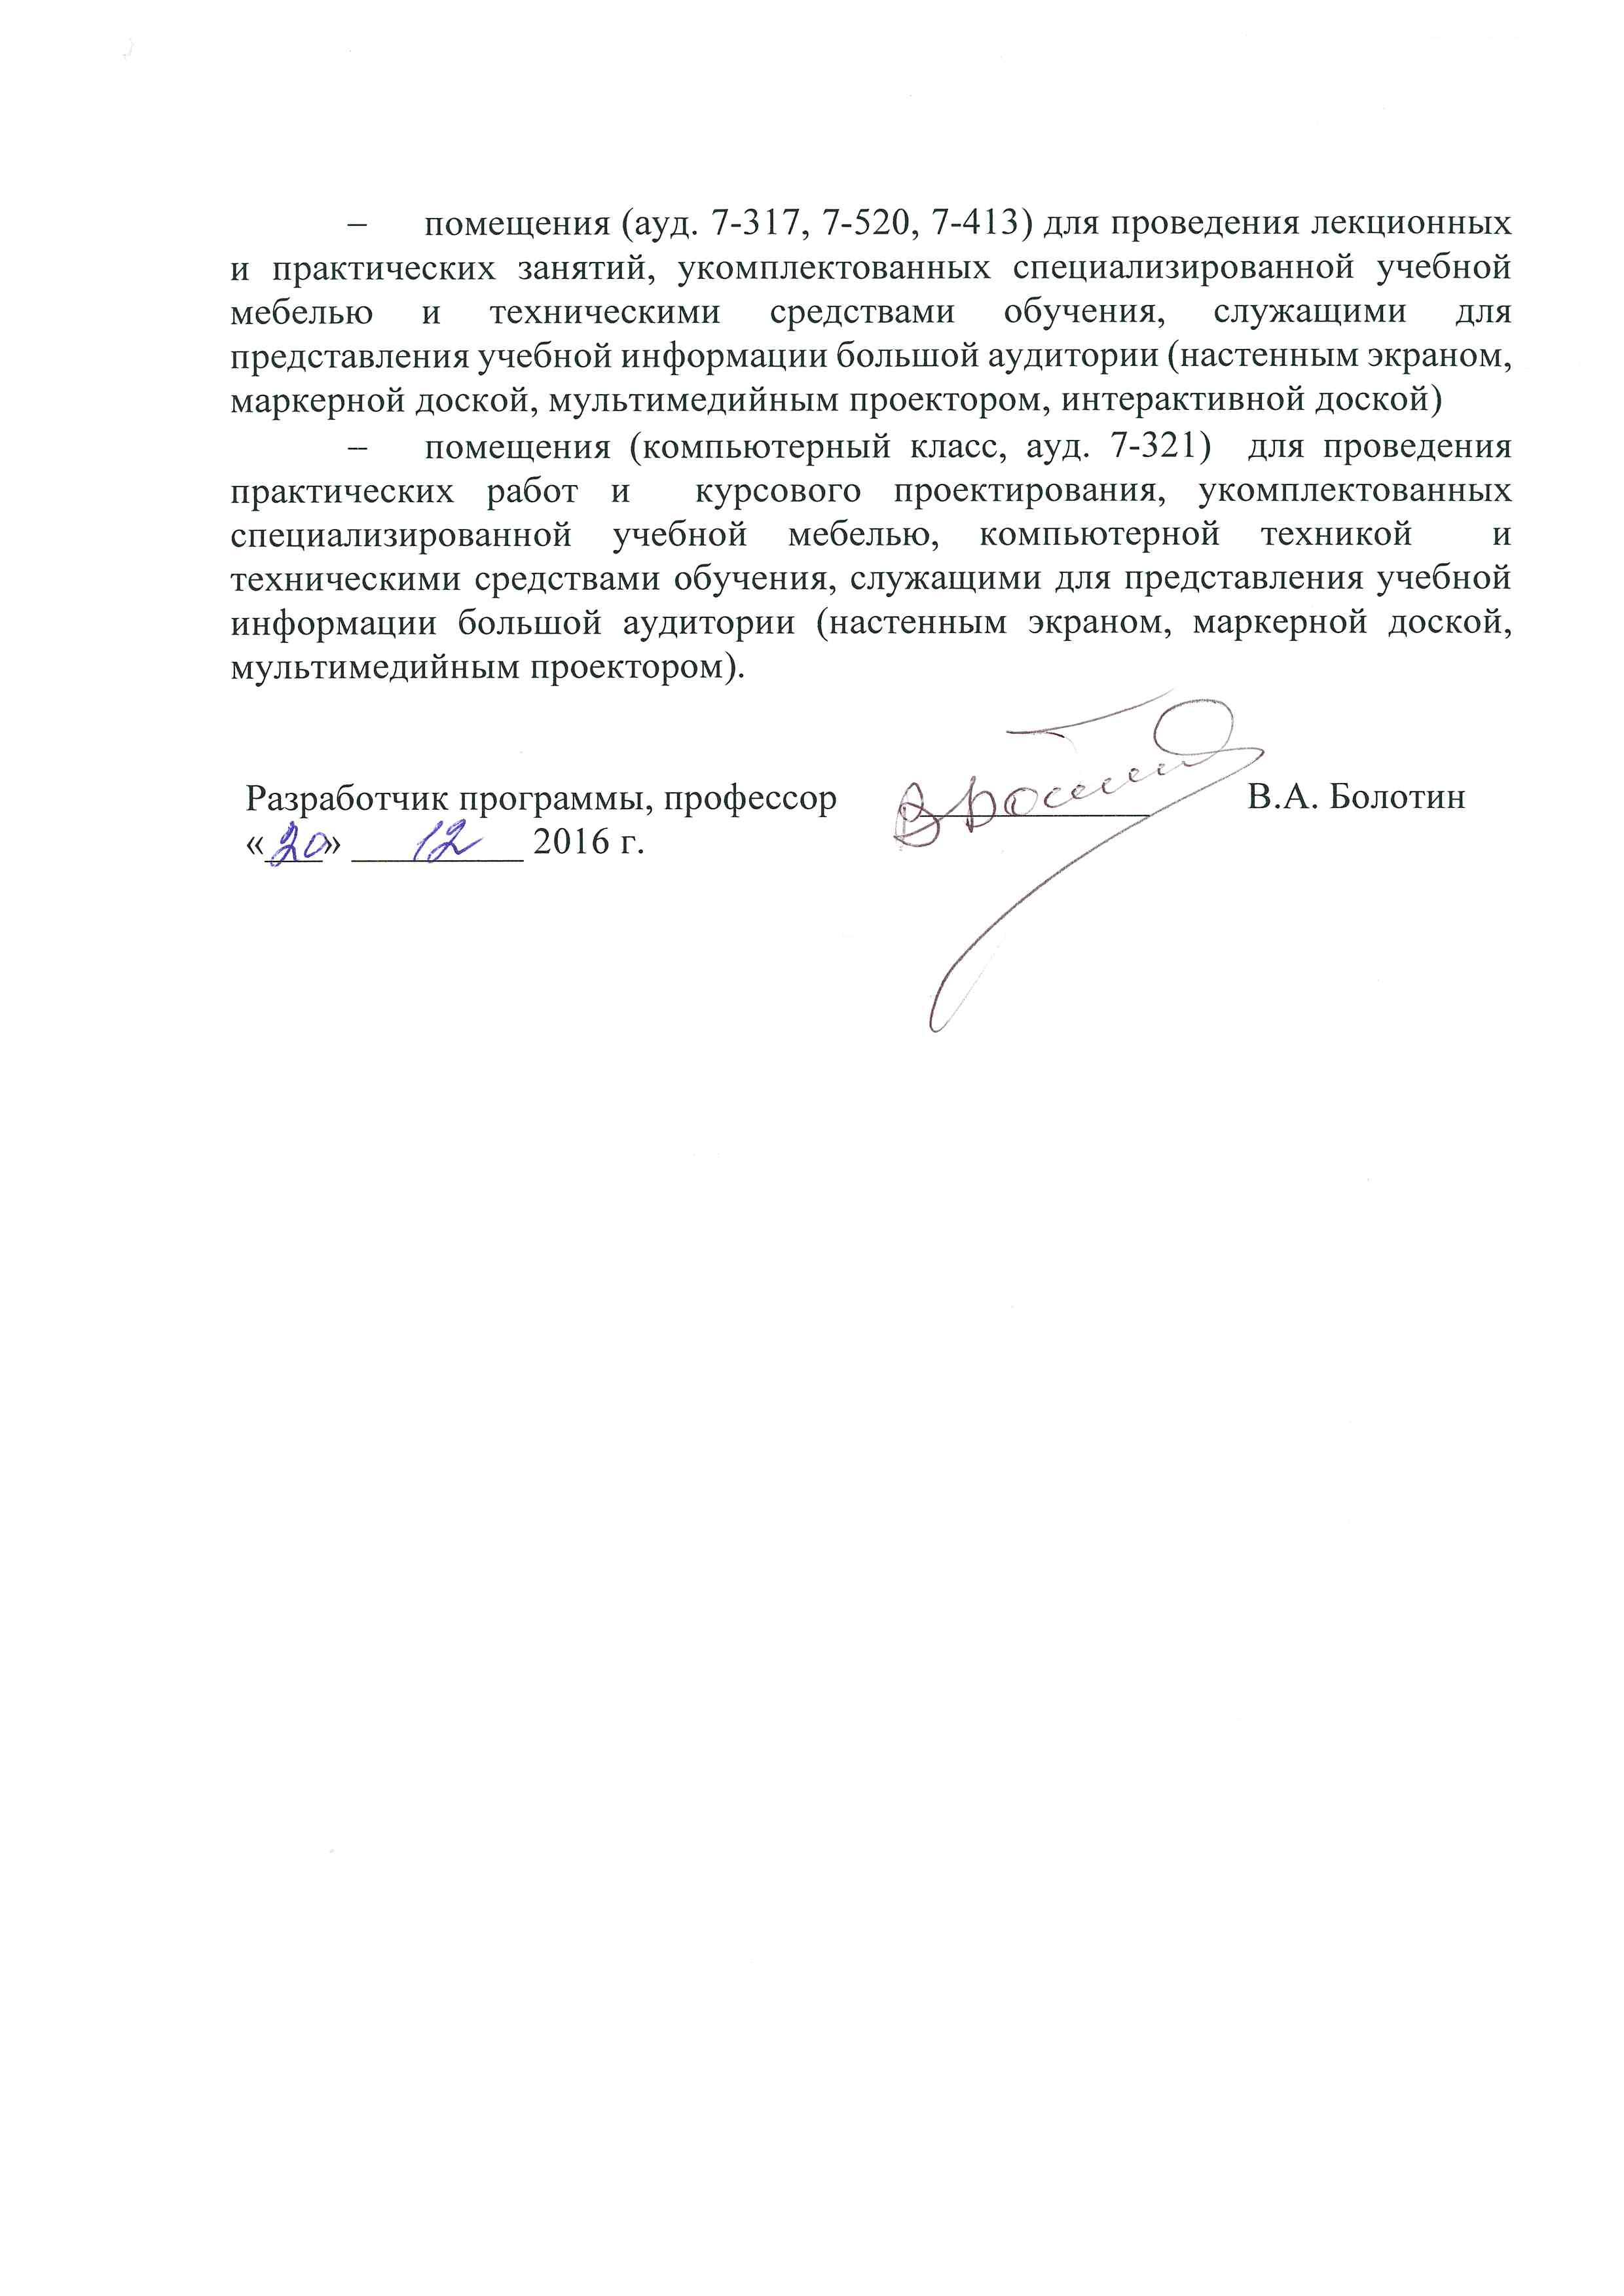 –	помещения (ауд. 7-317, 7-520, 7-413) для проведения лекционных
и практических занятий, укомплектованных специализированной учебной
мебелью и техническими средствами обучения, служащими для
представления учебной информации большой аудитории (настенным экраном,
маркерной доской, мультимедийным проектором, интерактивной доской)
–	помещения (компьютерный класс, ауд. 7-321) для проведения
практических работ и курсового проектирования, укомплектованных
специализированной учебной мебелью, компьютерной техникой и
техническими средствами обучения, служащими для представления учебной
информации большой аудитории (настенным экраном, маркерной доской,
мультимедийным проектором).
Разработчик программы, профессор ____________ В.А. Болотин
«20» 12 2016 г.